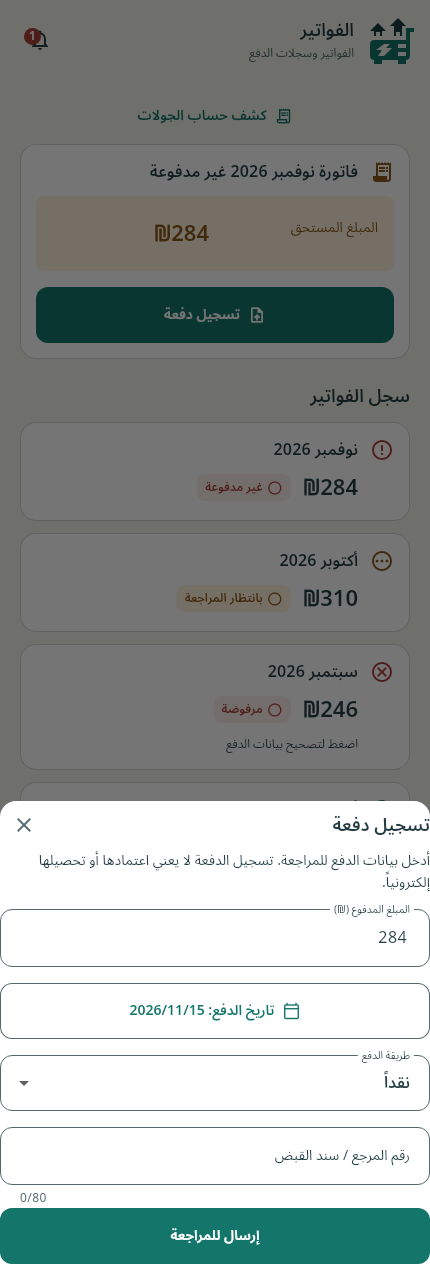 الفواتير
الفواتير وسجلات الدفع
1
كشف حساب الجولات
فاتورة نوفمبر 2026 غير مدفوعة
المبلغ المستحق
₪284
تسجيل دفعة
سجل الفواتير
نوفمبر 2026
₪284
غير مدفوعة
أكتوبر 2026
₪310
بانتظار المراجعة
سبتمبر 2026
₪246
مرفوضة
اضغط لتصحيح بيانات الدفع
تسجيل دفعة
أدخل بيانات الدفع للمراجعة. تسجيل الدفعة لا يعني اعتمادها أو تحصيلها
إلكترونياً.
المبلغ المدفوع (₪)
284
تاريخ الدفع: 2026/11/15
طريقة الدفع
نقداً
رقم المرجع / سند القبض
0/80
إرسال للمراجعة